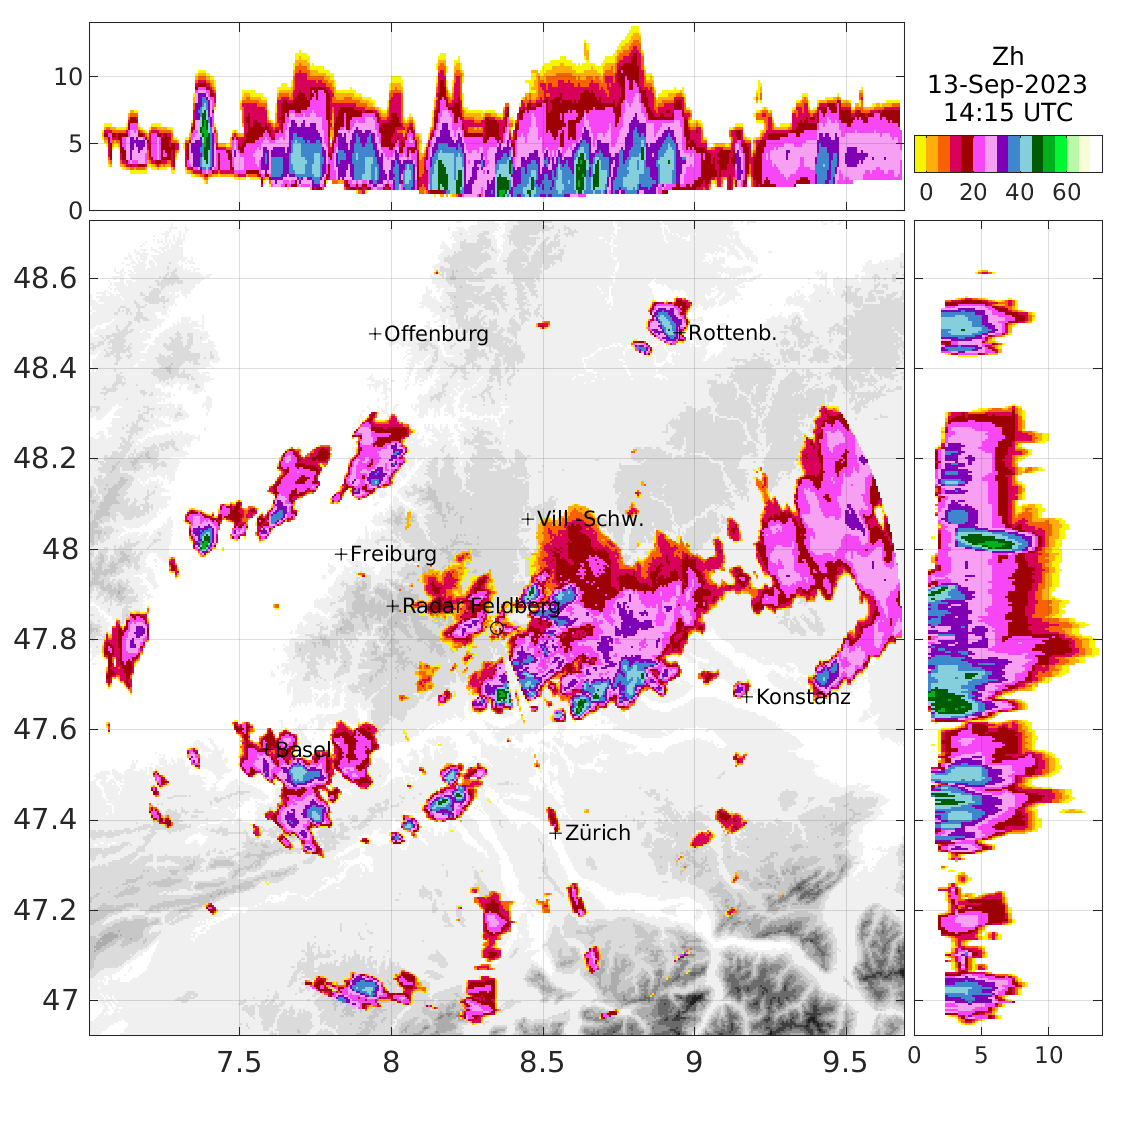 10
5
0
Zh
13-Sep-2023
14:15 UTC
0 20 40 60
48.6
48.4
48.2
48
47.8
47.6
47.4
47.2
47
+Offenburg
+Rottenb.
+Vill.-Schw.
+Freiburg
+Radar Feldberg
+Konstanz
+Basel
+Zürich
7.5 8 8.5 9 9.5
0 5 10